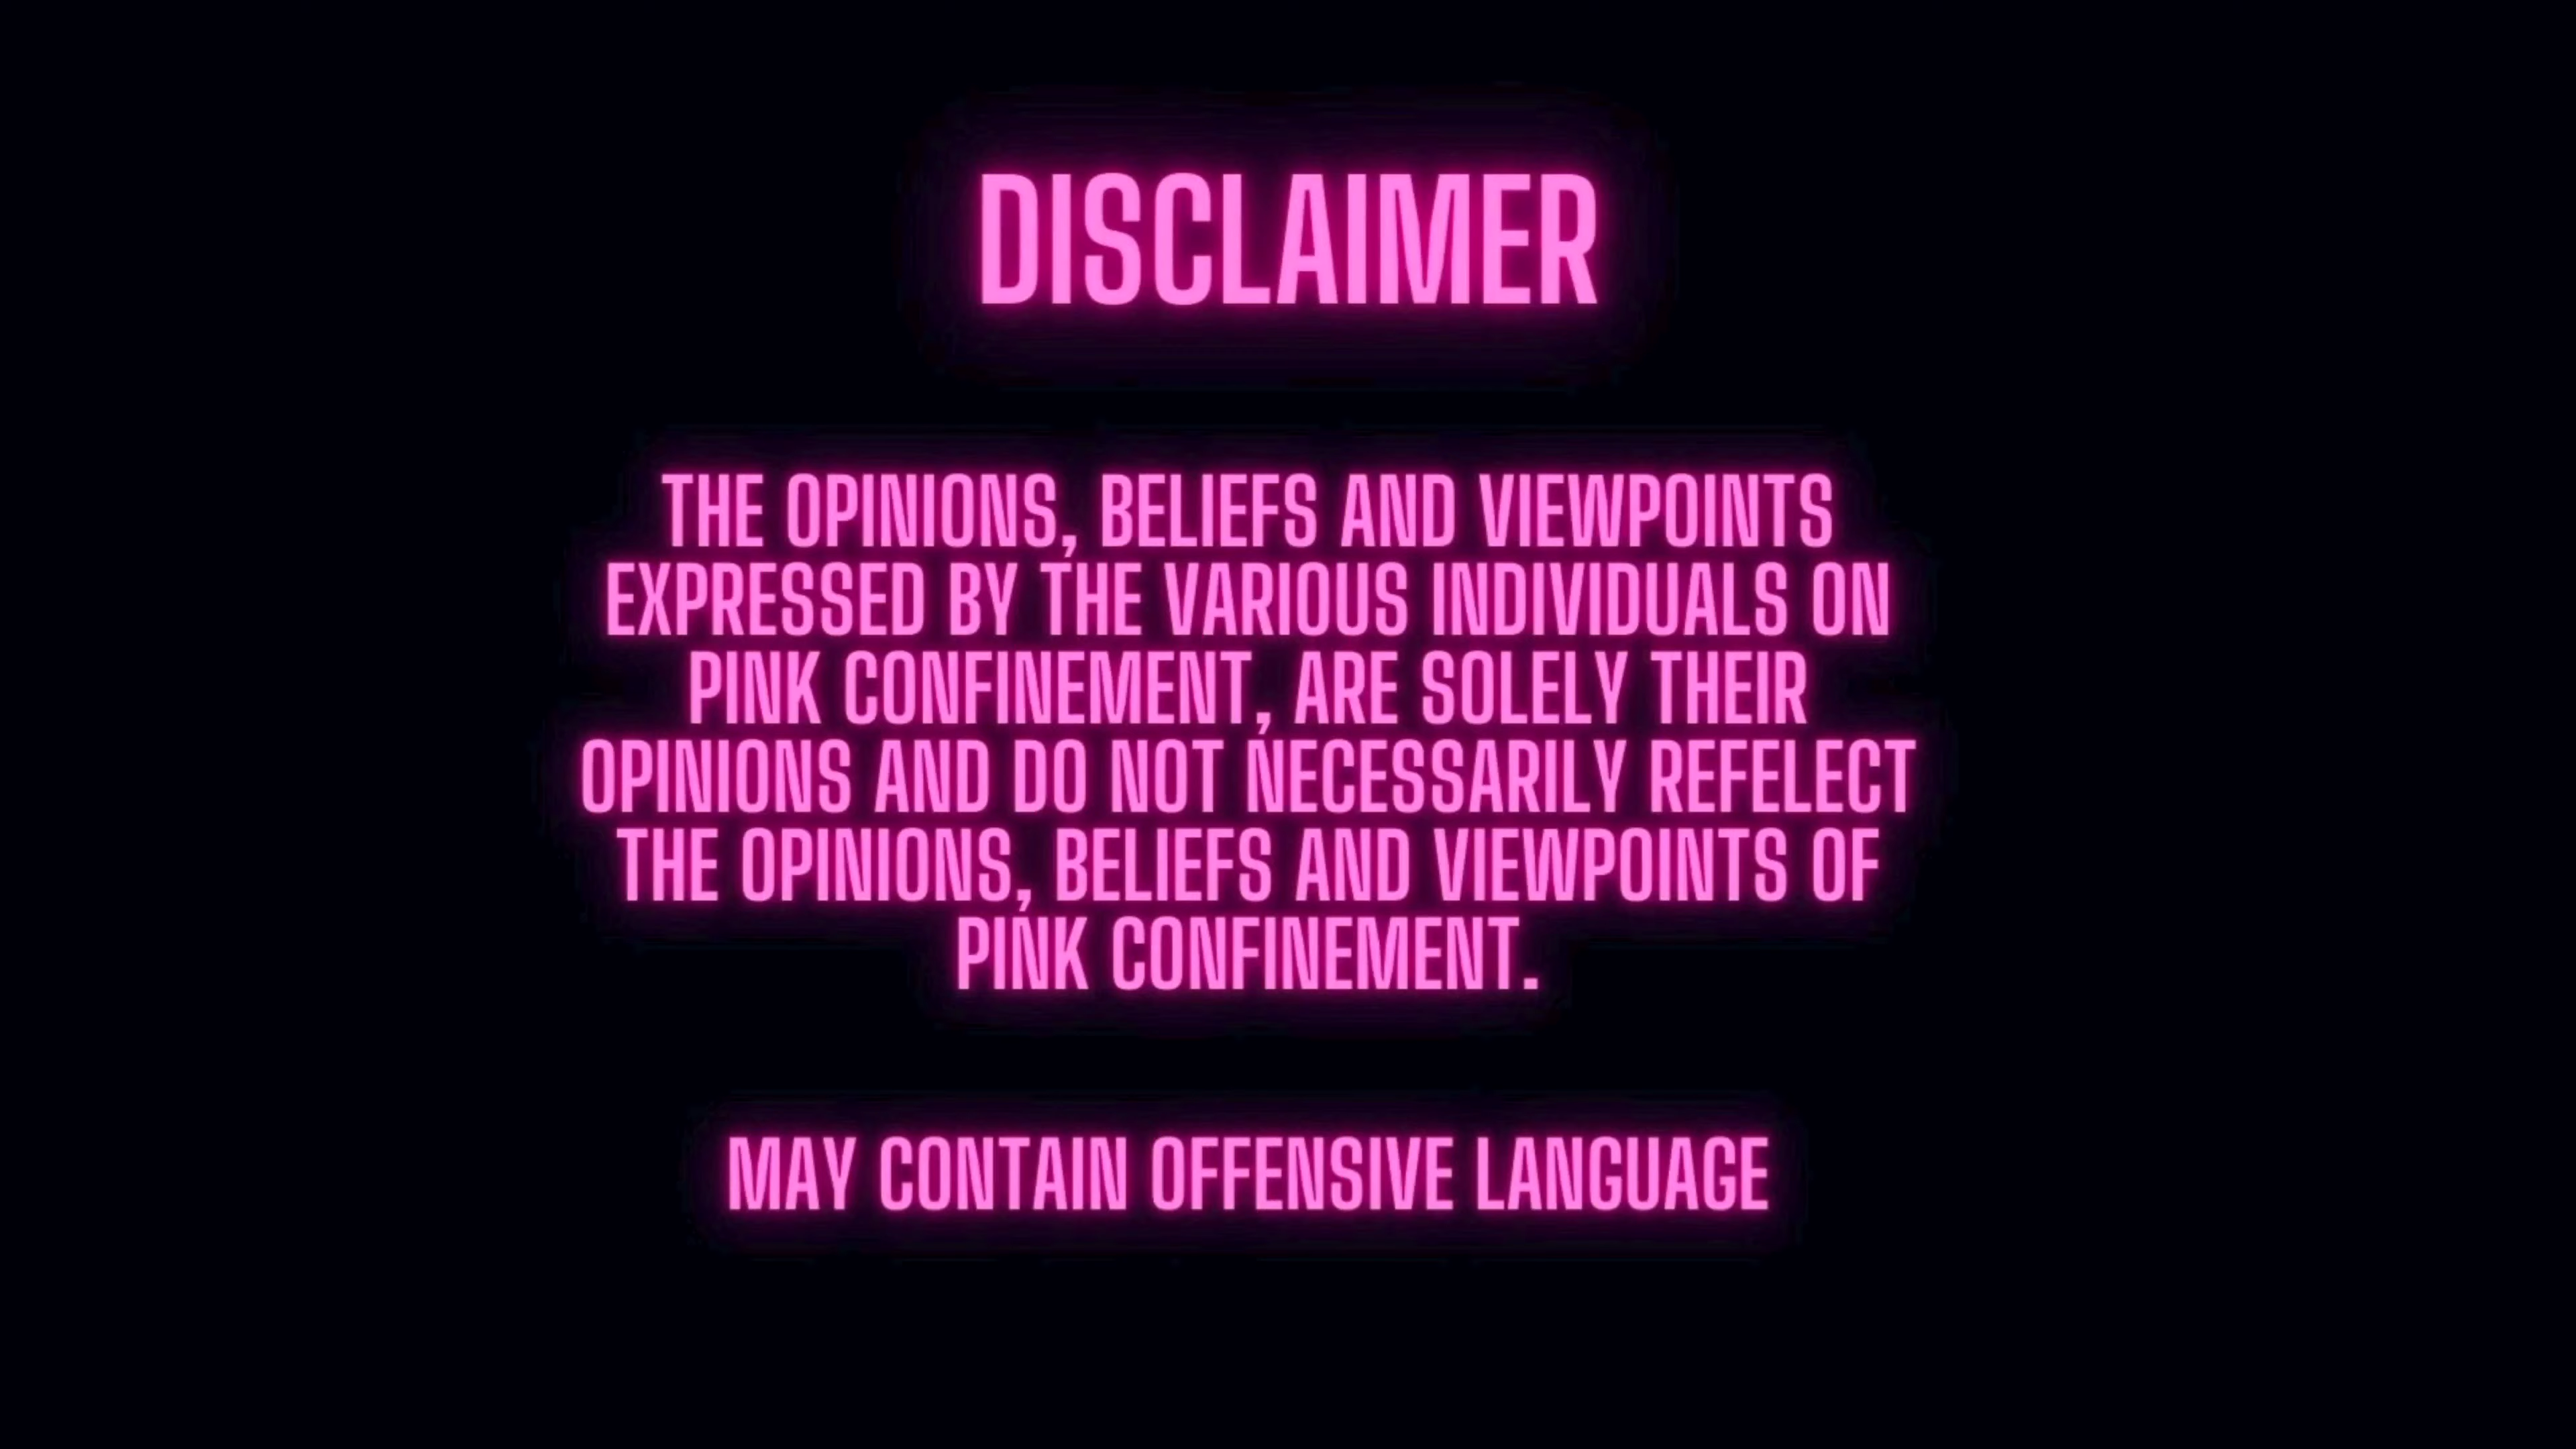 DISCLAIMER
THE OPINIONS, BELIEFS AND VIEWPOINTS
EXPRESSED BY THE VARIOUS INDIVIDUALS ON
PINK CONFINEMENT, ARE SOLELY THEIR
OPINIONS AND DO NOT NECESSARILY REFELECT
THE OPINIONS, BELIEFS AND VIEWPOINTS OF
PINK CONFINEMENT.
MAY CONTAIN OFFENSIVE LANGUAGE